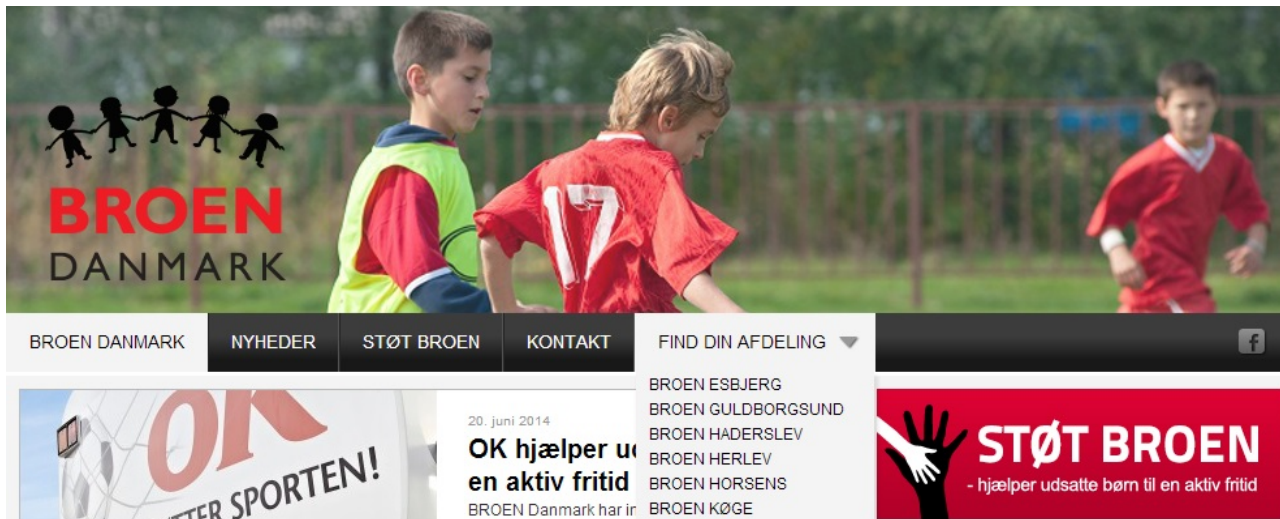 BROEN
DANMARK
17
BROEN DANMARK
NYHEDER
STØT BROEN
KONTAKT
FIND DIN AFDELING
f
BROEN ESBJERG
BROEN GULDBORGSUND
BROEN HADERSLEV
BROEN HERLEV
BROEN HORSENS
BROEN KØGE
OK
SPORTEN!
20. juni 2014
OK hjælper
en aktiv fritid
BROEN Danmark har
STØT BROEN
- hjælper udsatte børn til en aktiv fritid